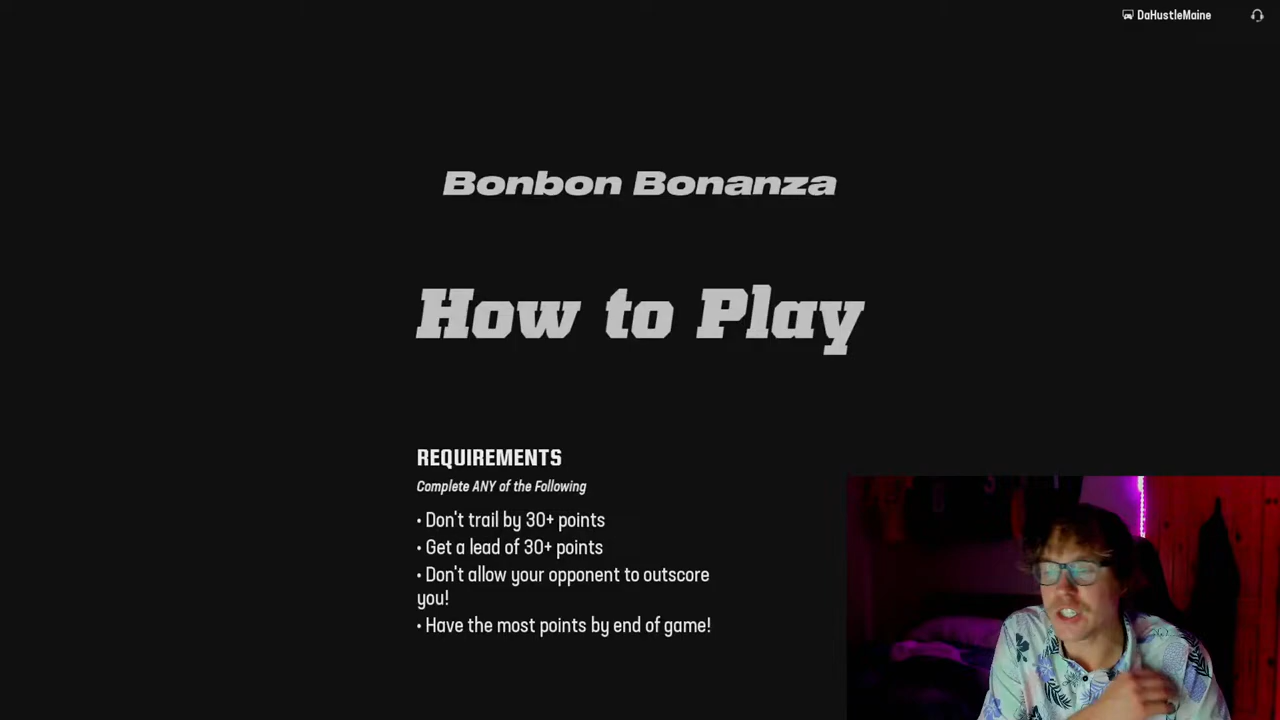 DaHustleMaine
Bonbon Bonanza
How to Play
REQUIREMENTS
Complete ANY of the Following
• Don't trail by 30+ points
• Get a lead of 30+ points
• Don't allow your opponent to outscore
you!
• Have the most points by end of game!